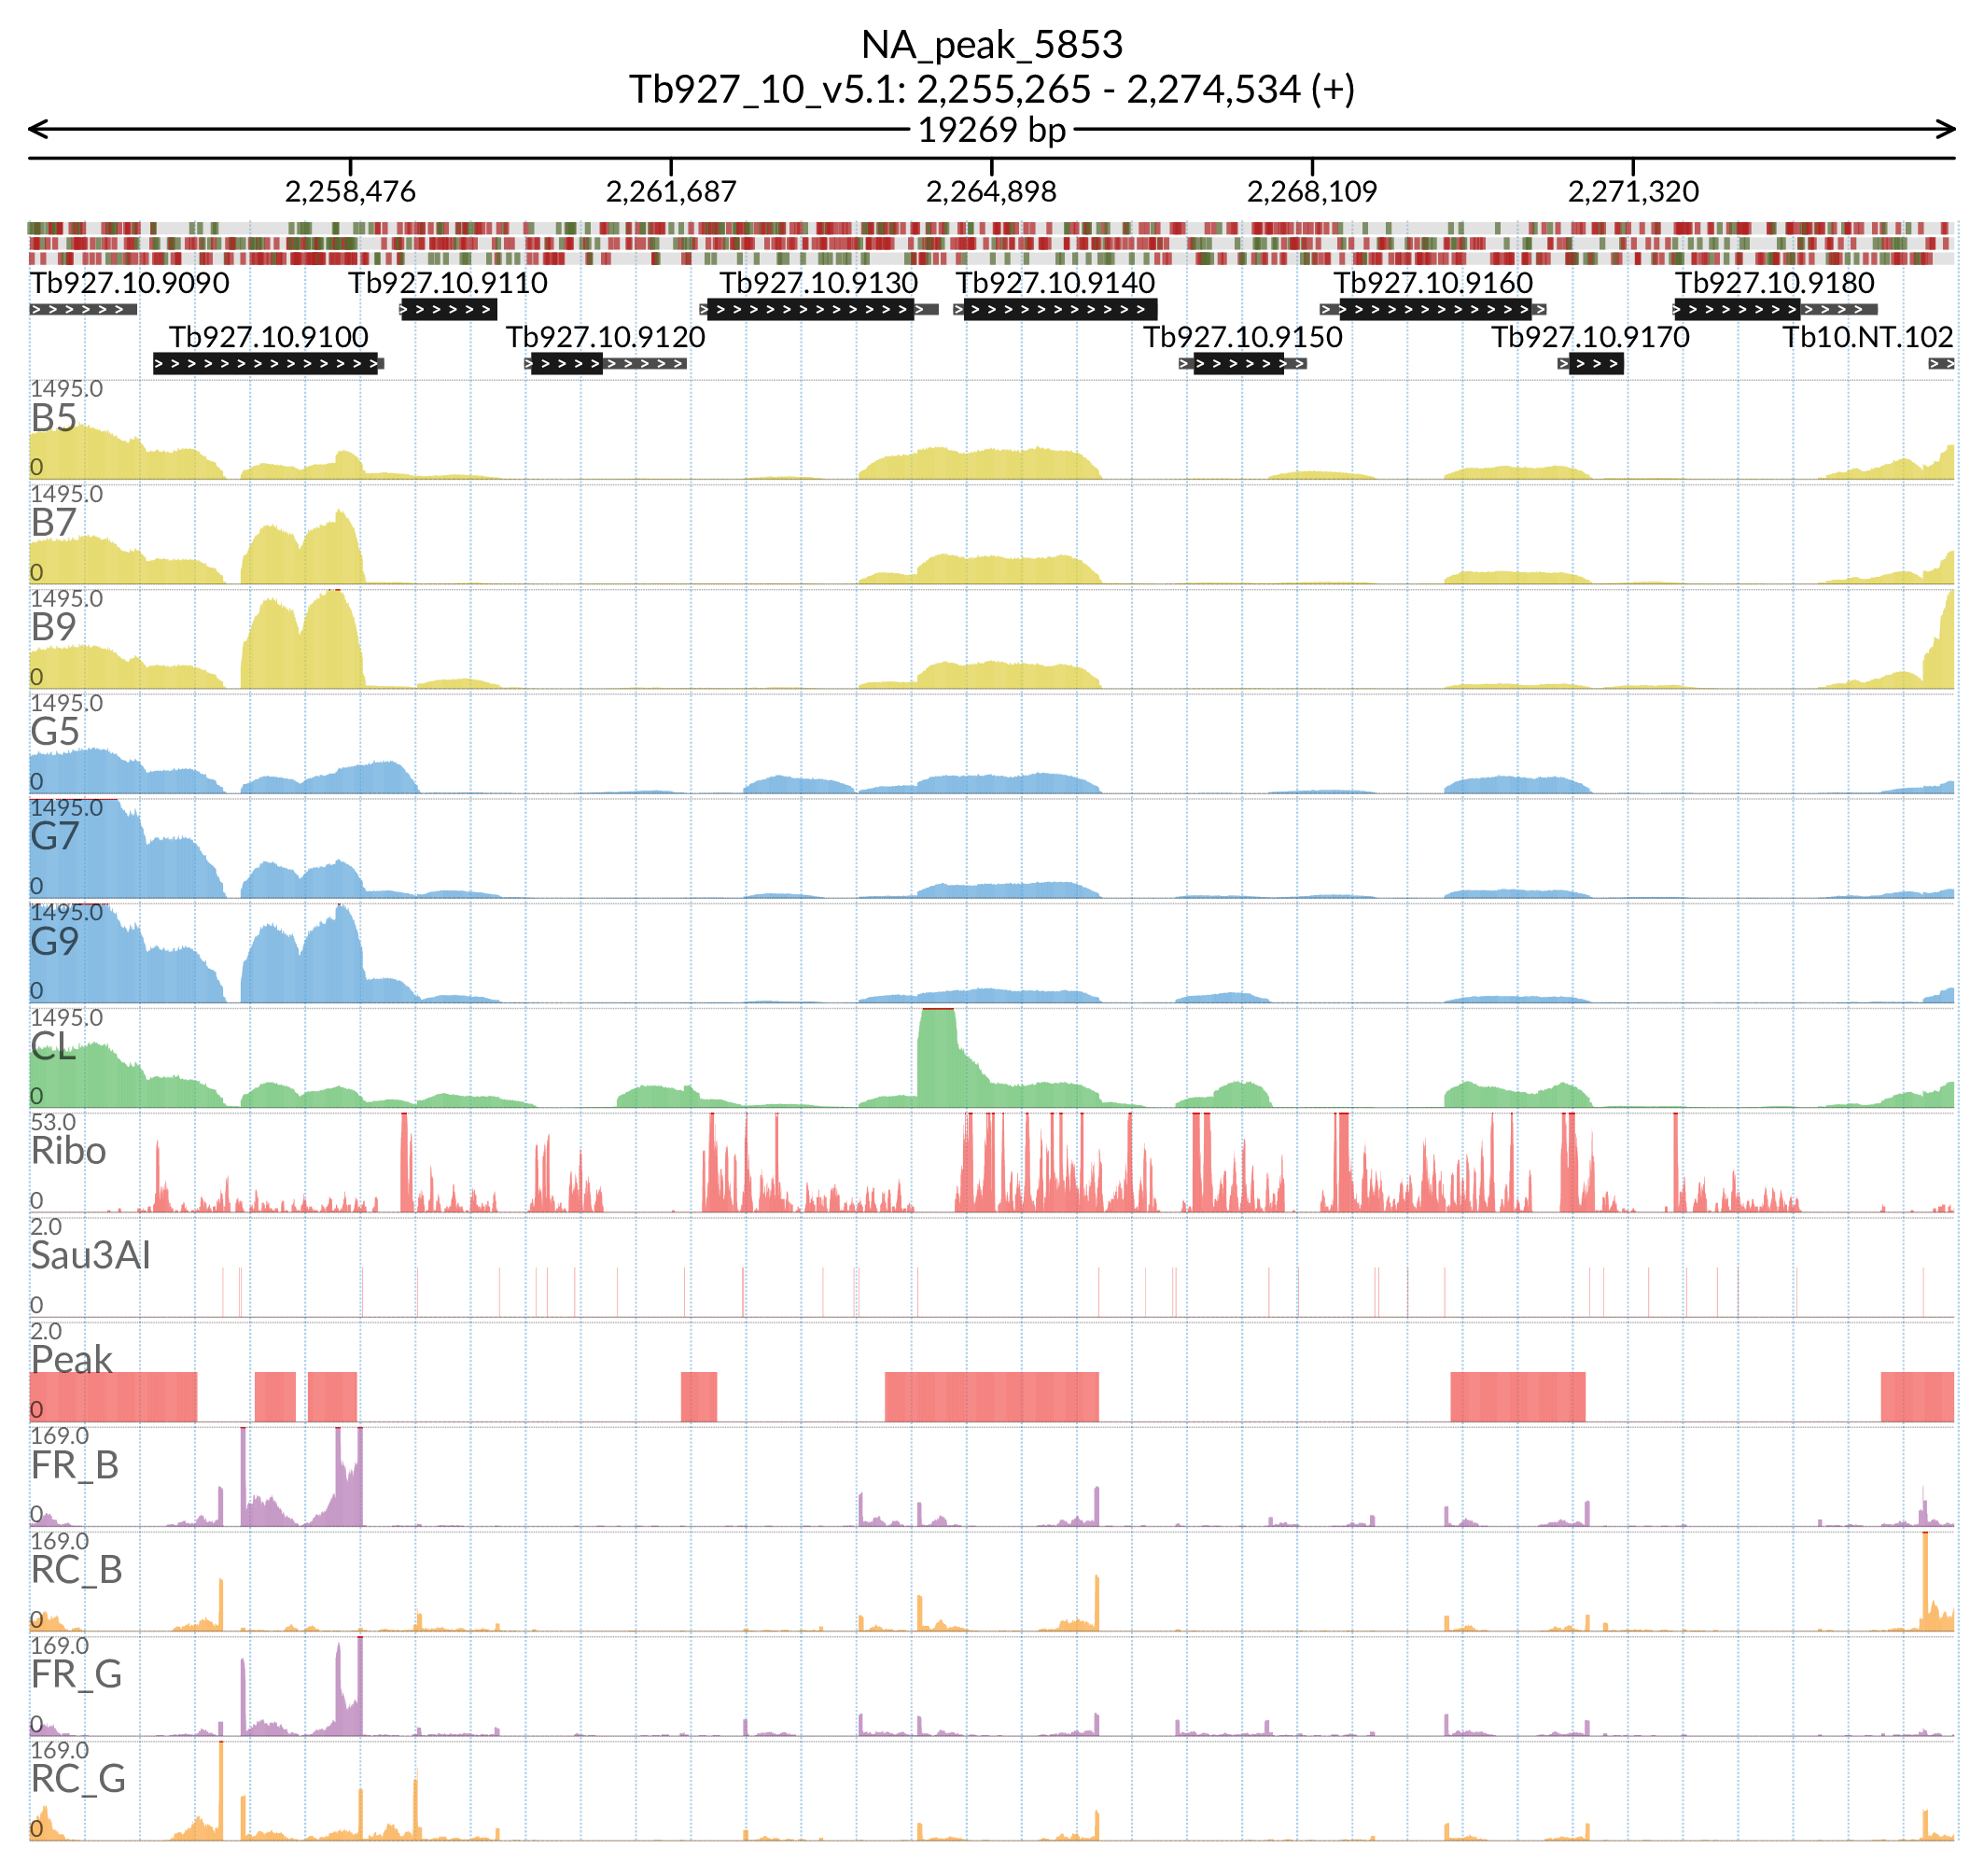 NA_peak_5853
Tb927_10_v5.1: 2,255,265 - 2,274,534 (+)
19269 bp
2,258,476 2,261,687 2,264,898 2,268,109 2,271,320
Tb927.10.9090 Tb927.10.9110 Tb927.10.9130 Tb927.10.9140 Tb927.10.9160 Tb927.10.9180
Tb927.10.9100 Tb927.10.9120 Tb927.10.9150 Tb927.10.9170 Tb10.NT.102
1495.0
B5
0
1495.0
B7
0
1495.0
B9
0
1495.0
G5
0
1495.0
G7
0
1495.0
G9
0
1495.0
CL
0
53.0
Ribo
0
2.0
Sau3AI
0
2.0
Peak
0
169.0
FR_B
0
169.0
RC_B
0
169.0
FR_G
0
169.0
RC_G
0